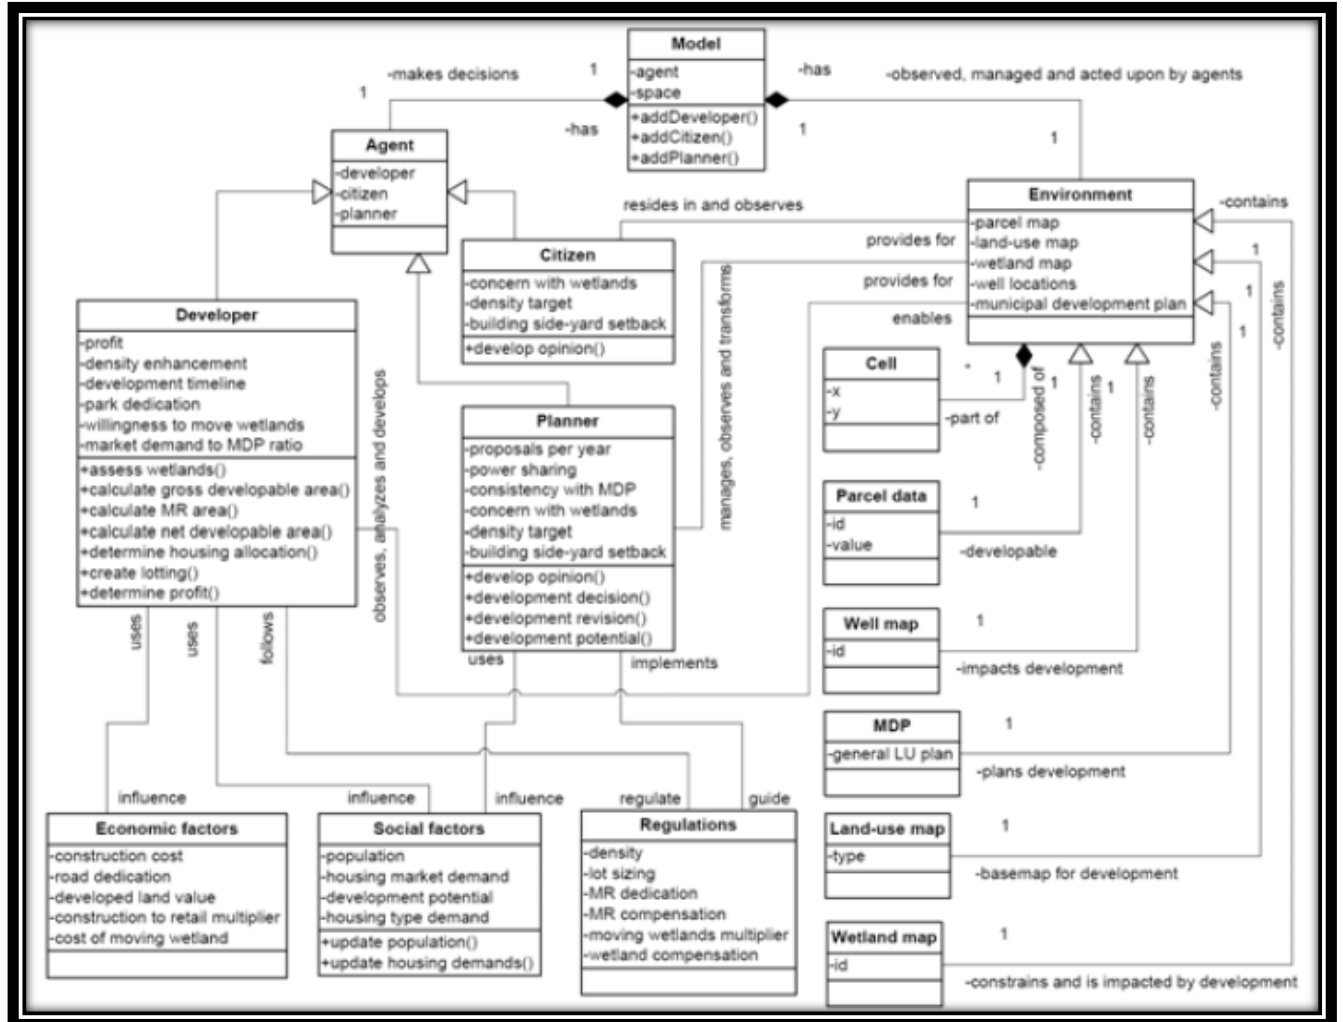 Model
-agent
-space
+addDeveloper()
+addCitizen()
+addPlanner()
-makes decisions
1
1
-has
-has
1
-observed, managed and acted upon by agents
1
Agent
-developer
-citizen
-planner
Citizen
-concern with wetlands
-density target
-building side-yard setback
+develop opinion()
resides in and observes
provides for
provides for
enables
manages, observes and transforms
observes, analyzes and develops
Environment
-parcel map
-land-use map
-wetland map
-well locations
-municipal development plan
-contains
1
1
1
-contains
-contains
Developer
-profit
-density enhancement
-development timeline
-park dedication
-willingness to move wetlands
-market demand to MDP ratio
+assess wetlands()
+calculate gross developable area()
+calculate MR area()
+calculate net developable area()
+determine housing allocation()
+create lotting()
+determine profit()
uses
uses
follows
Planner
-proposals per year
-power sharing
-consistency with MDP
-concern with wetlands
-density target
-building side-yard setback
+develop opinion()
+development decision()
+development revision()
+development potential()
uses
implements
Cell
-x
-y
*
1
-part of
-composed of
1
-contains
1
-contains
Parcel data
-id
-value
1
-developable
Well map
-id
1
-impacts development
MDP
-general LU plan
1
-plans development
Land-use map
-type
1
-basemap for development
Wetland map
-id
1
-constrains and is impacted by development
influence
influence
influence
regulate
guide
Economic factors
-construction cost
-road dedication
-developed land value
-construction to retail multiplier
-cost of moving wetland
Social factors
-population
-housing market demand
-development potential
-housing type demand
+update population()
+update housing demands()
Regulations
-density
-lot sizing
-MR dedication
-MR compensation
-moving wetlands multiplier
-wetland compensation